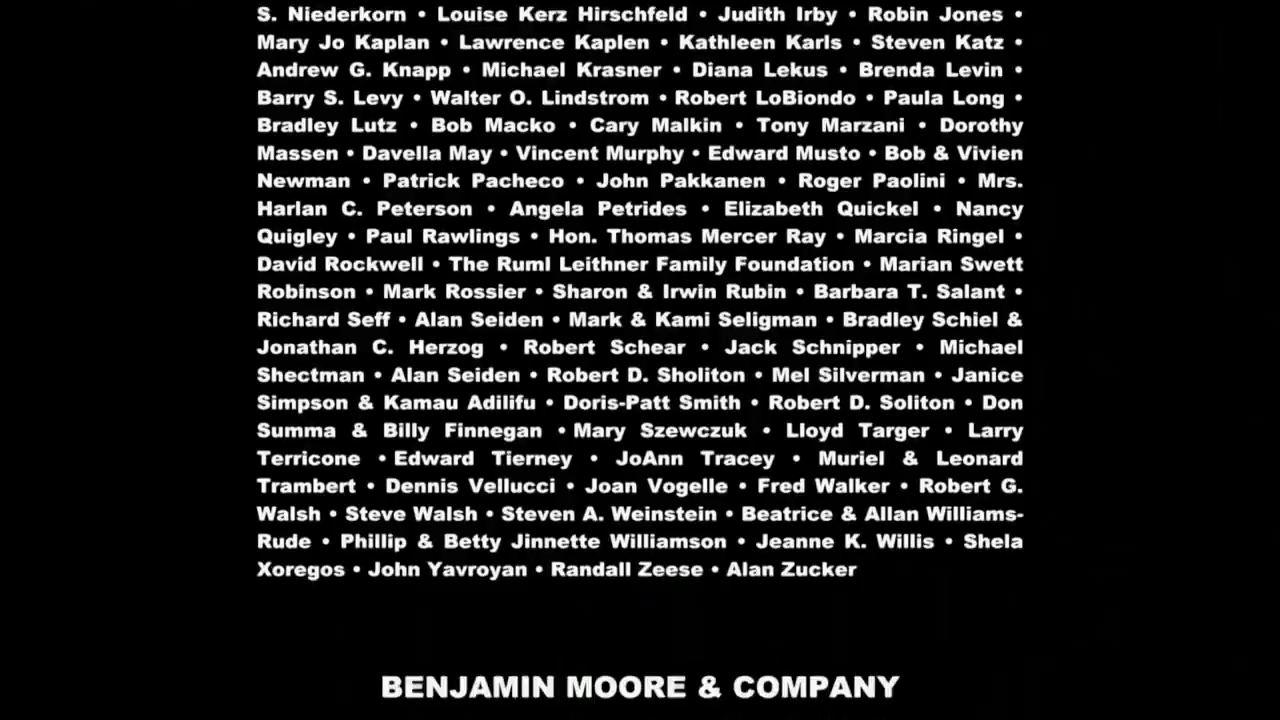 S. Niederkorn • Louise Kerz Hirschfeld • Judith Irby • Robin Jones •
Mary Jo Kaplan • Lawrence Kaplen • Kathleen Karls • Steven Katz •
Andrew G. Knapp • Michael Krasner • Diana Lekus • Brenda Levin •
Barry S. Levy • Walter O. Lindstrom • Robert LoBiondo • Paula Long •
Bradley Lutz • Bob Macko • Cary Malkin • Tony Marzani • Dorothy
Massen • Davella May • Vincent Murphy • Edward Musto • Bob & Vivien
Newman • Patrick Pacheco • John Pakkanen • Roger Paolini • Mrs.
Harlan C. Peterson • Angela Petrides • Elizabeth Quickel • Nancy
Quigley • Paul Rawlings • Hon. Thomas Mercer Ray • Marcia Ringel •
David Rockwell • The Ruml Leithner Family Foundation • Marian Swett
Robinson • Mark Rossier • Sharon & Irwin Rubin • Barbara T. Salant •
Richard Seff • Alan Seiden • Mark & Kami Seligman • Bradley Schiel &
Jonathan C. Herzog • Robert Schear • Jack Schnipper • Michael
Shectman • Alan Seiden • Robert D. Sholiton • Mel Silverman • Janice
Simpson & Kamau Adilifu • Doris-Patt Smith • Robert D. Soliton • Don
Summa & Billy Finnegan • Mary Szewczuk • Lloyd Targer • Larry
Terricone • Edward Tierney • JoAnn Tracey • Muriel & Leonard
Trambert • Dennis Vellucci • Joan Vogelle • Fred Walker • Robert G.
Walsh • Steve Walsh • Steven A. Weinstein • Beatrice & Allan Williams-
Rude • Phillip & Betty Jinnette Williamson • Jeanne K. Willis • Shela
Xoregos • John Yavroyan • Randall Zeese • Alan Zucker
BENJAMIN MOORE & COMPANY